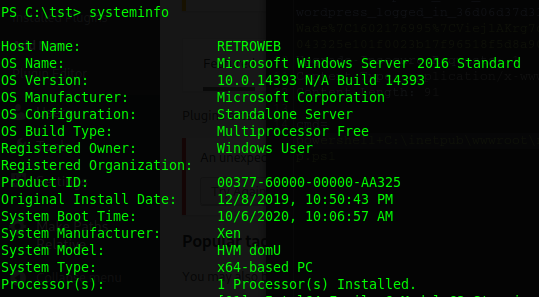 PS C:\tst> systeminfo
Host Name: RETROWEB
OS Name: Microsoft Windows Server 2016 Standard
OS Version: 10.0.14393 N/A Build 14393
OS Manufacturer: Microsoft Corporation
OS Configuration: Standalone Server
OS Build Type: Multiprocessor Free
Registered Owner: Windows User
Registered Organization:
Product ID: 00377-60000-00000-AA325
Original Install Date: 12/8/2019, 10:50:43 PM
System Boot Time: 10/6/2020, 10:06:57 AM
System Manufacturer: Xen
System Model: HVM domU
System Type: x64-based PC
Processor(s): 1 Processor(s) Installed.